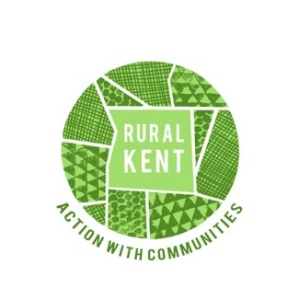 RURAL
KENT
ACTION WITH COMMUNITIES